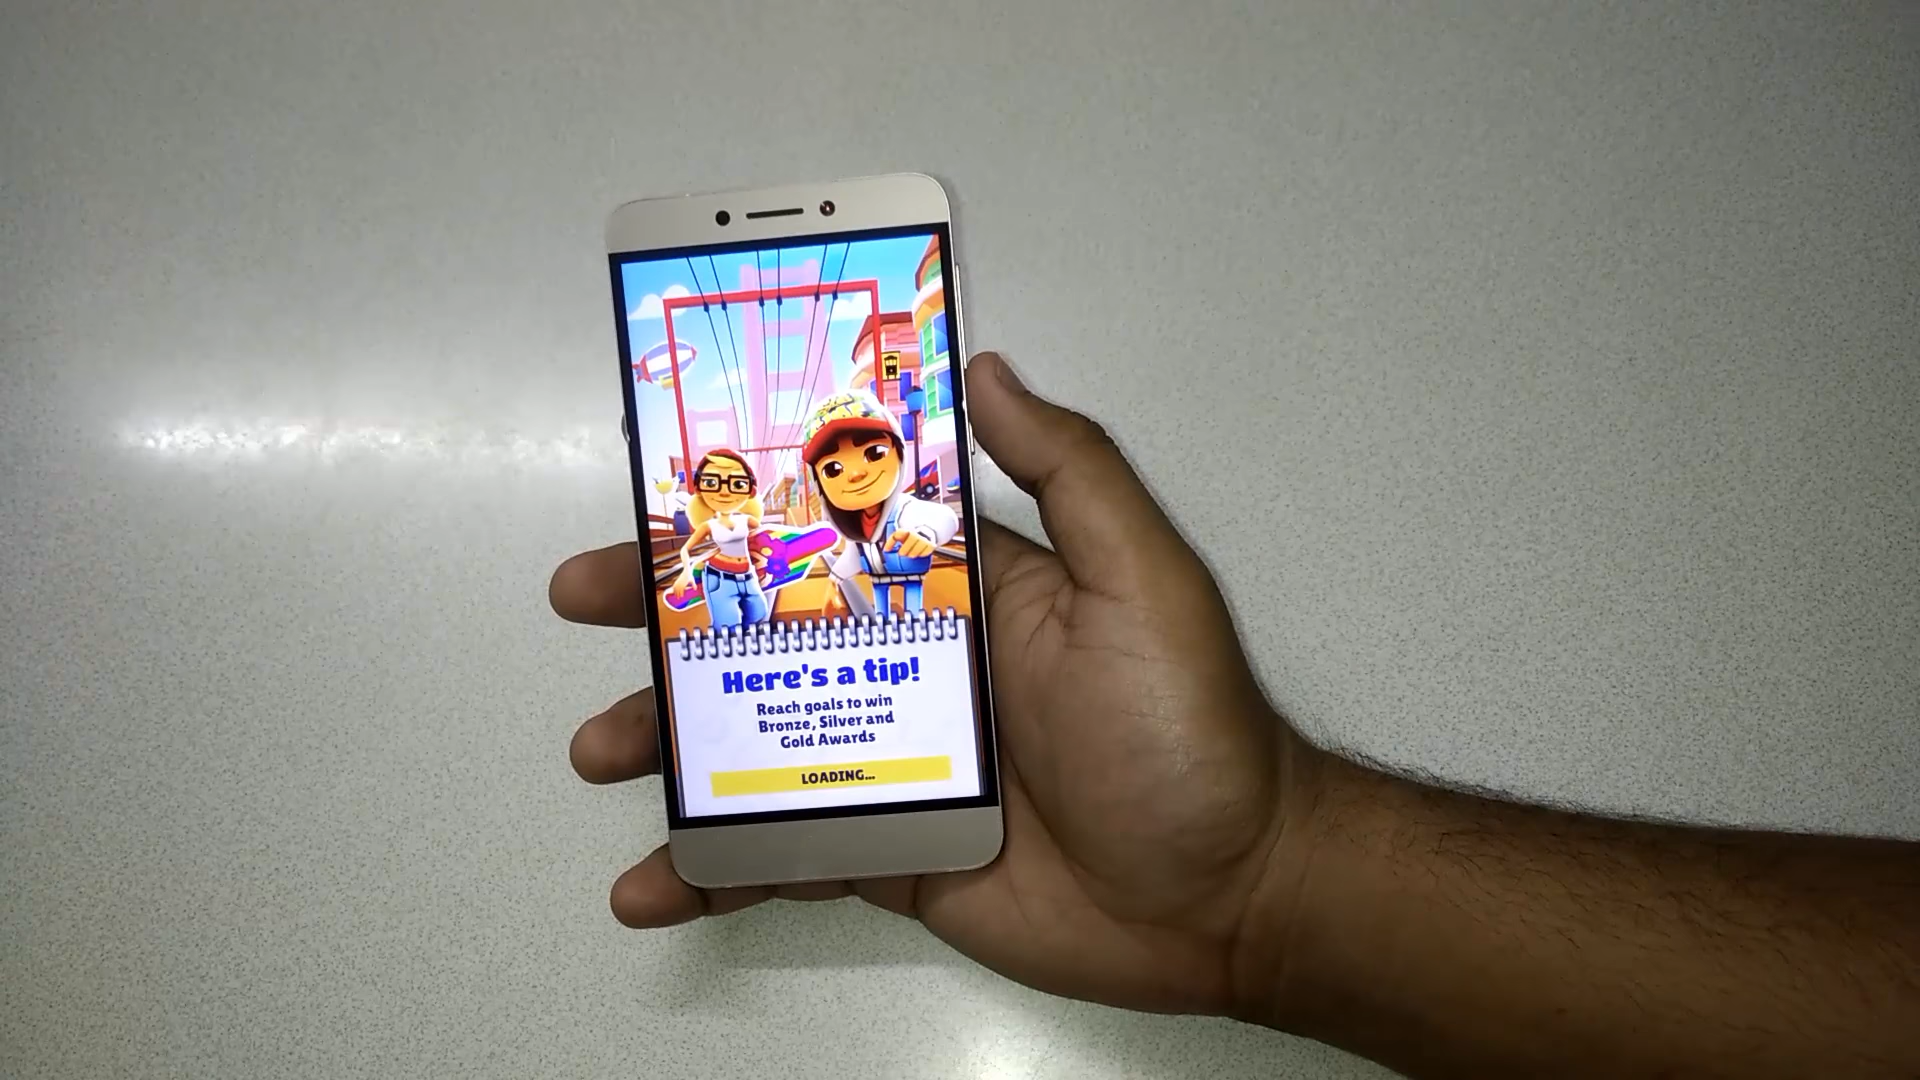 Here's a tip!
Reach goals to win
Bronze, Silver and
Gold Awards
LOADING...